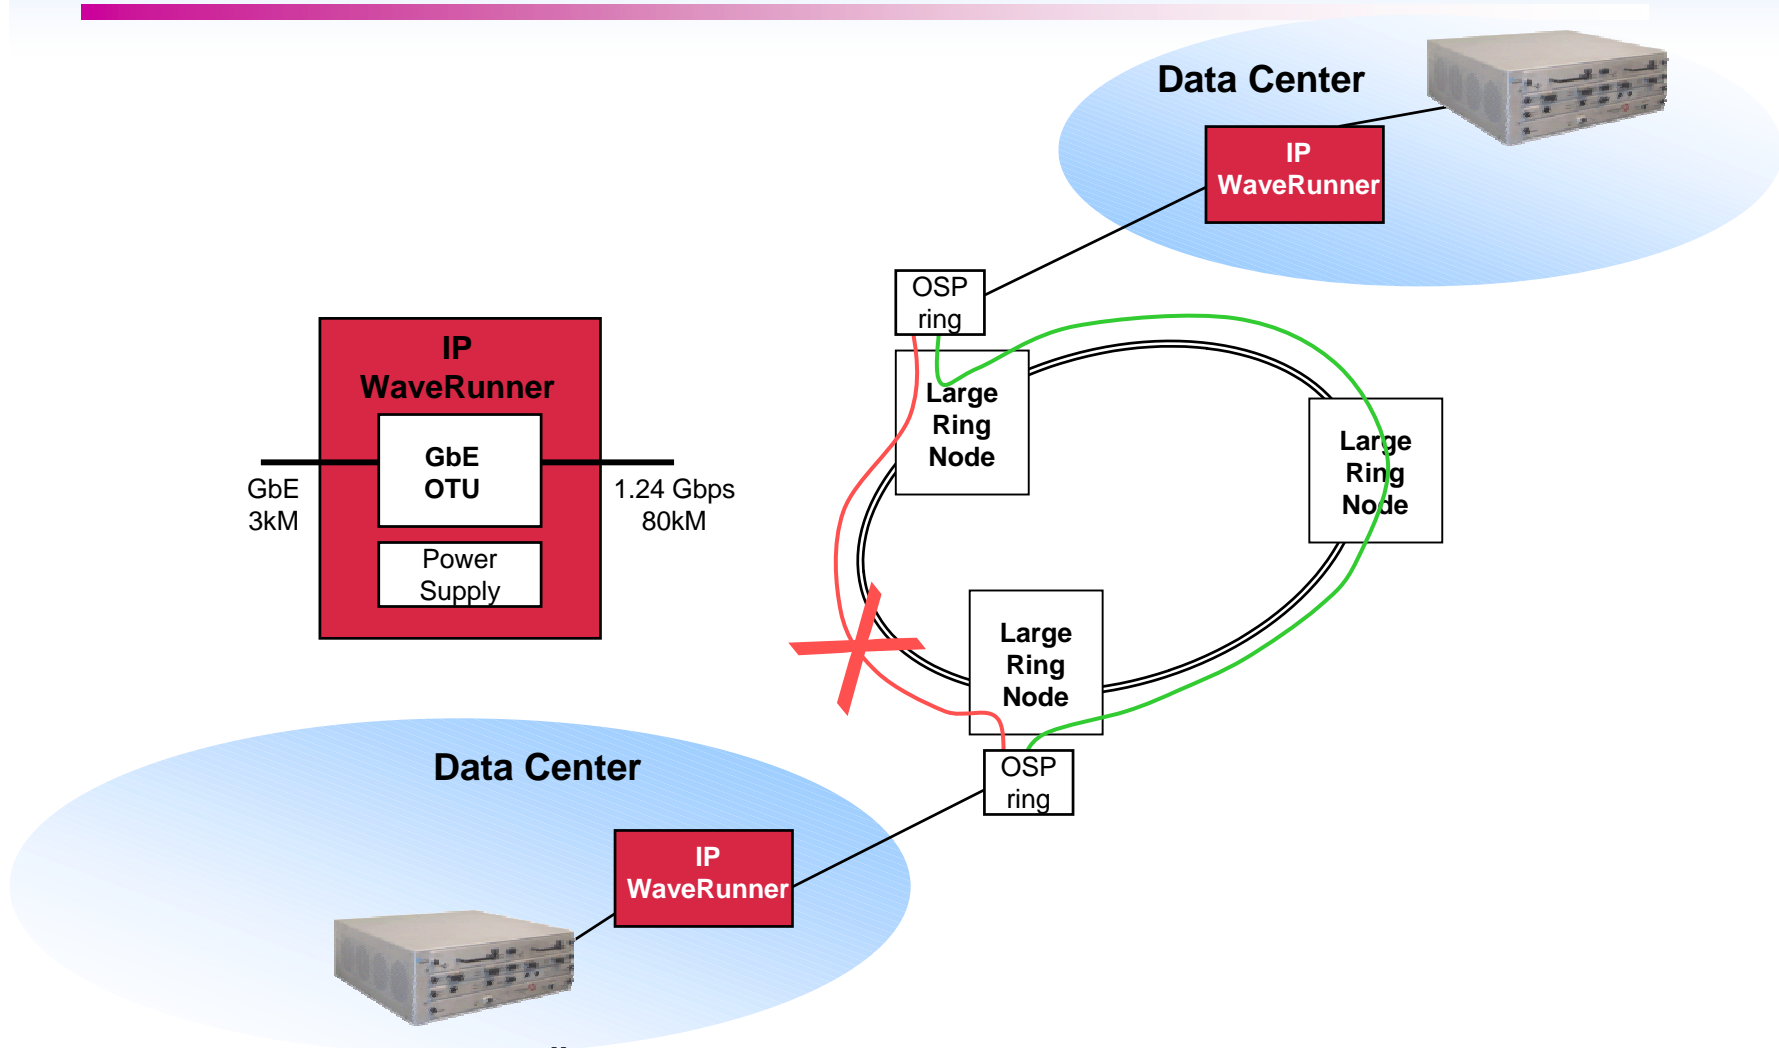 Data Center
IP
WaveRunner
OSP
ring
IP
WaveRunner
GbE
OTU
GbE
3kM
1.24 Gbps
80kM
Power
Supply
Large
Ring
Node
Large
Ring
Node
Large
Ring
Node
OSP
ring
Data Center
IP
WaveRunner